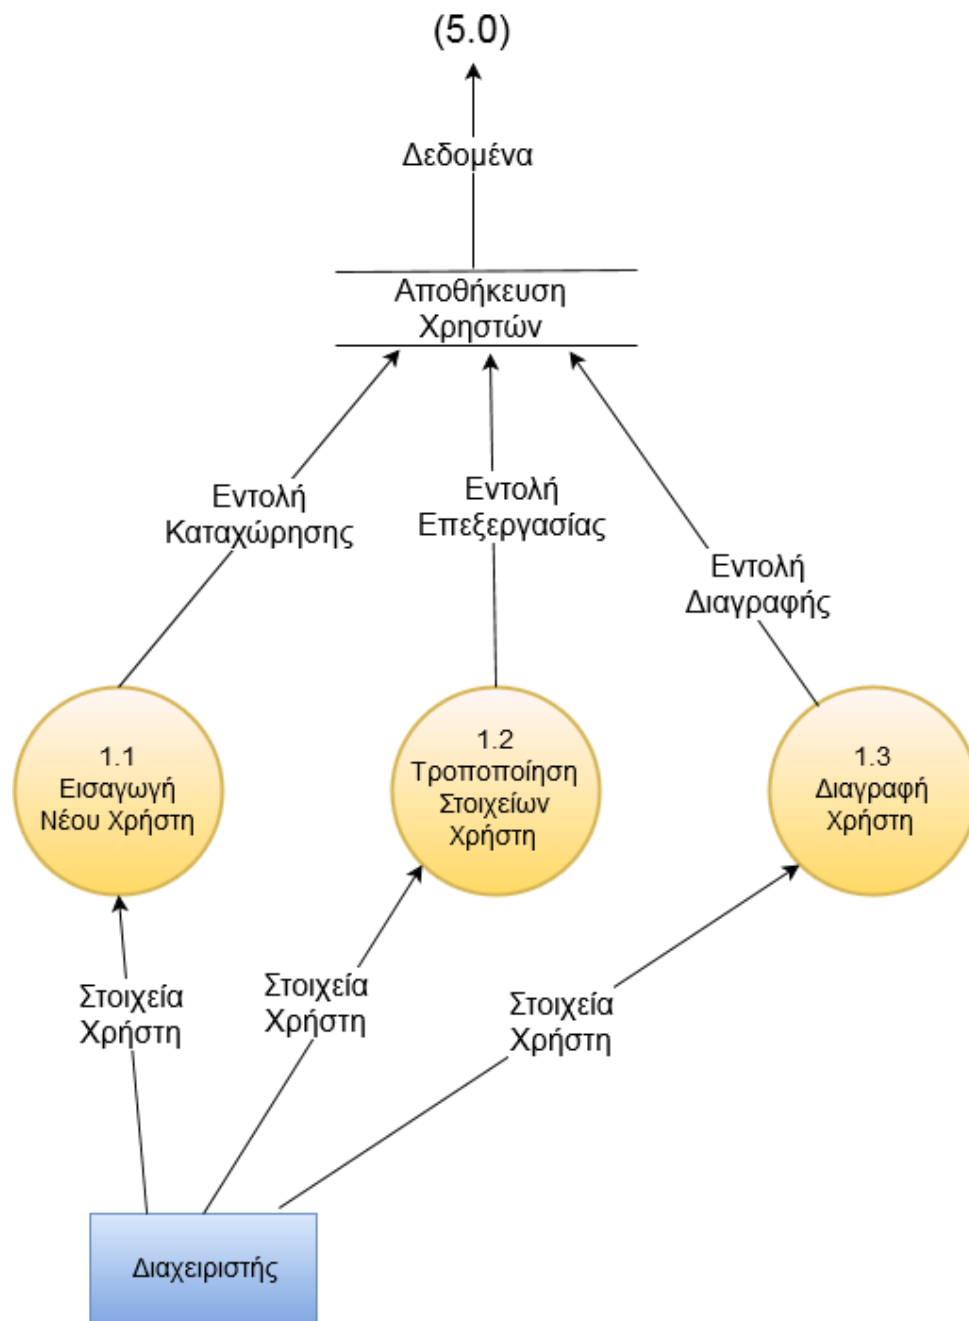 (5.0)
Δεδομένα
Αποθήκευση
Χρηστών
Εντολή
Καταχώρησης
Εντολή
Επεξεργασίας
Εντολή
Διαγραφής
1.1
Εισαγωγή
Νέου Χρήστη
1.2
Τροποποίηση
Στοιχείων
Χρήστη
1.3
Διαγραφή
Χρήστη
Στοιχεία
Χρήστη
Στοιχεία
Χρήστη
Στοιχεία
Χρήστη
Διαχειριστής